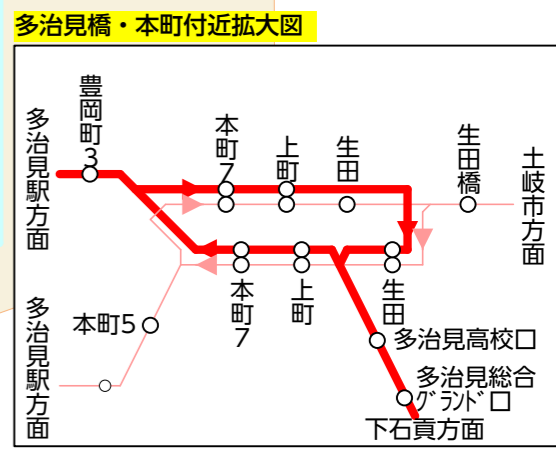 多治見橋・本町付近拡大図
多治見駅方面
豊岡町3
本町7
上町
生田
生田橋
土岐市方面
本町7
上町
生田
多治見駅方面
本町5
多治見高校口
多治見総合
グランド口
下石貢方面